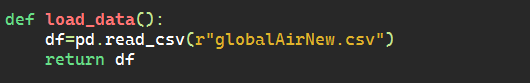 def load_data():
    df=pd.read_csv(r"globalAirNew.csv")
    return df